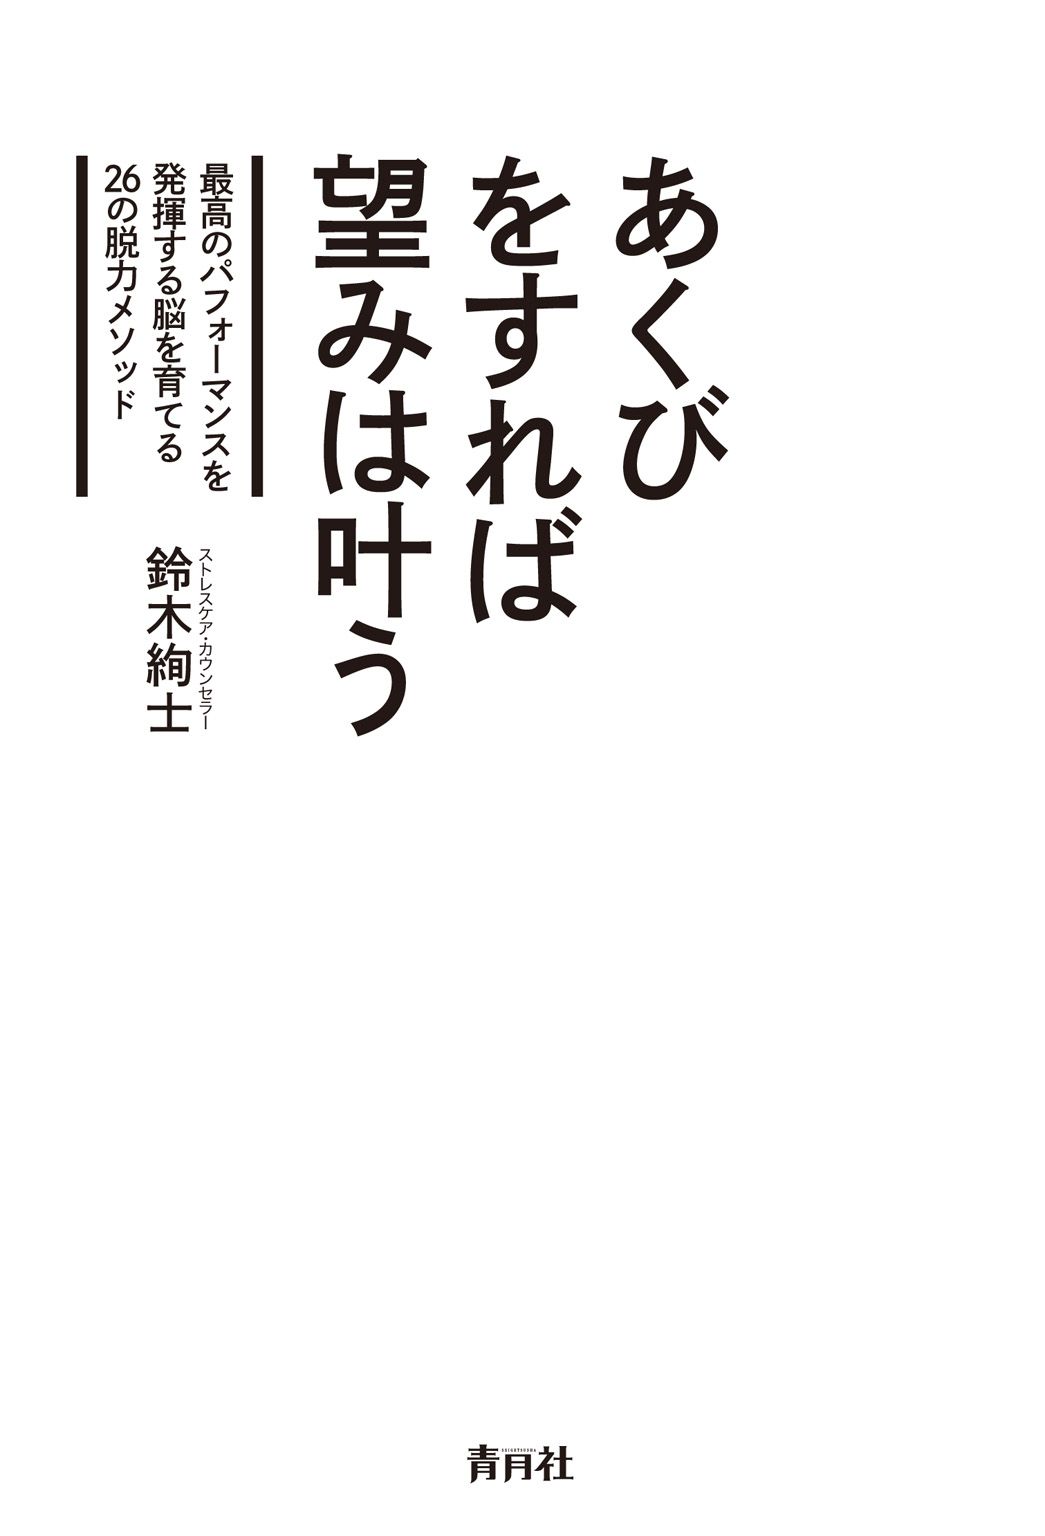 あくび
をすれば
望みは叶う
最高のパフォーマンスを
発揮する脳を育てる
26の脱力メソッド
ストレスケア・カウンセラー
鈴木絢士
SEIGETSUSHA
青月社